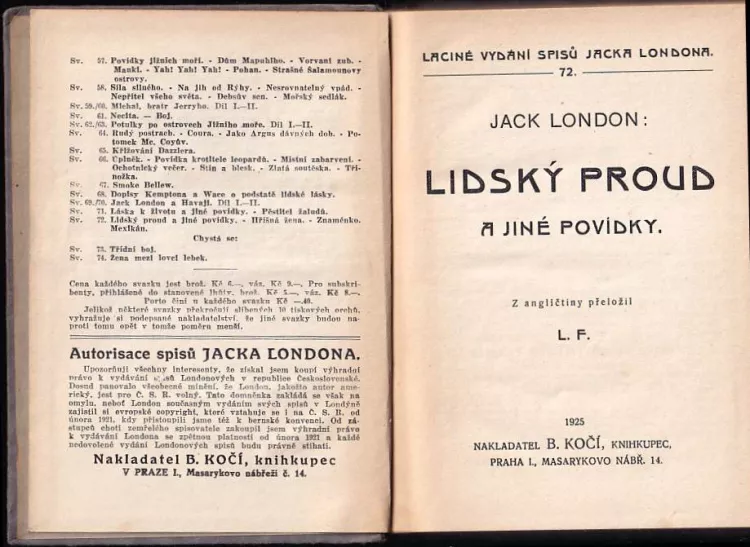 Sv. 57. Povídky jižních moří. - Dům Mapuhiho. - Vorvaní zub. -
Mauki. - Yah! Yah! Yah! - Pohan. - Strašné Šalamounovy
ostrovy.
Sv. 58. Síla silných. - Na jih od Rýhy. - Nesrovnatelný vpád. -
Nepřítel všeho světa. - Debsův sen. - Mořský sedlák.
Sv. 59./60. Michal, bratr Jerryho. Díl I.—II.
Sv. 61. Necita. — Boj.
Sv. 62./63. Potulky po ostrovech Jižního moře. Díl I.—II.
Sv. 64. Rudý postrach. - Coura. - Jako Argus dávných dob. - Po-
tomek Mc. Coyův.
Sv. 65. Křižování Dazzlera.
Sv. 66. Úplněk. - Povídka krotitele leopardů. - Místní zabarvení. -
Ochotnický večer. - Stín a blesk. - Zlatá soutěska. - Tří-
nožka.
Sv. 67. Smoke Bellew.
Sv. 68. Dopisy Kemptona a Wace o podstatě lidské lásky.
Sv. 69./70. Jack London a Havaji. Díl I.—II.
Sv. 71. Láska k životu a jiné povídky. - Pěstitel žaludů.
Sv. 72. Lidský proud a jiné povídky. - Hříšná žena. - Znaménko.
Mexikán.
Chystá se:
Sv. 73. Třídní boj.
Sv. 74. Žena mezi lovci lebek.
Cena každého svazku jest brož. Kč 6.—, váz. Kč 9.—. Pro subskri-
benty, přihlášené do stanovené lhůty, brož. Kč 5.—, váz. Kč 8.—.
Porto činí u každého svazku Kč —.40.
Jelikož některé svazky překročují slíbených 10 tiskových archů,
vyhražuje si podepsané nakladatelství, že jiné svazky budou na-
proti tomu opět v tomže poměru menší.
Autorisace spisů JACKA LONDONA.
Upozorňuji všechny interesenty, že získal jsem koupí výhradní
právo k vydávání spisů Londonových v republice Československé.
Dosud panovalo všeobecné mínění, že London, jakožto autor ame-
rický, jest pro Č. S. R. volný. Tato domněnka zakládá se však na
omylu, neboť London současným vydáním svých spisů v Londýně
zajistil si evropské copyright, které vztahuje se i na Č. S. R. od
února 1921, kdy přistoupili jsme též k bernské konvenci. Od zá-
stupců choti zemřelého spisovatele zakoupil jsem výhradní právo
k vydávání Londona se zpětnou platností od února 1921 a každé
nedovolené vydání Londonových spisů budu právně stíhati.
Nakladatel B. KOČÍ, knihkupec
V PRAZE I., Masarykovo nábřeží č. 14.
LACINÉ VYDÁNÍ SPISŮ JACKA LONDONA.
72.
JACK LONDON:
LIDSKÝ PROUD
A JINÉ POVÍDKY.
Z angličtiny přeložil
L. F.
1925
NAKLADATEL B. KOČÍ, KNIHKUPEC,
PRAHA I., MASARYKOVO NÁBŘ. 14.